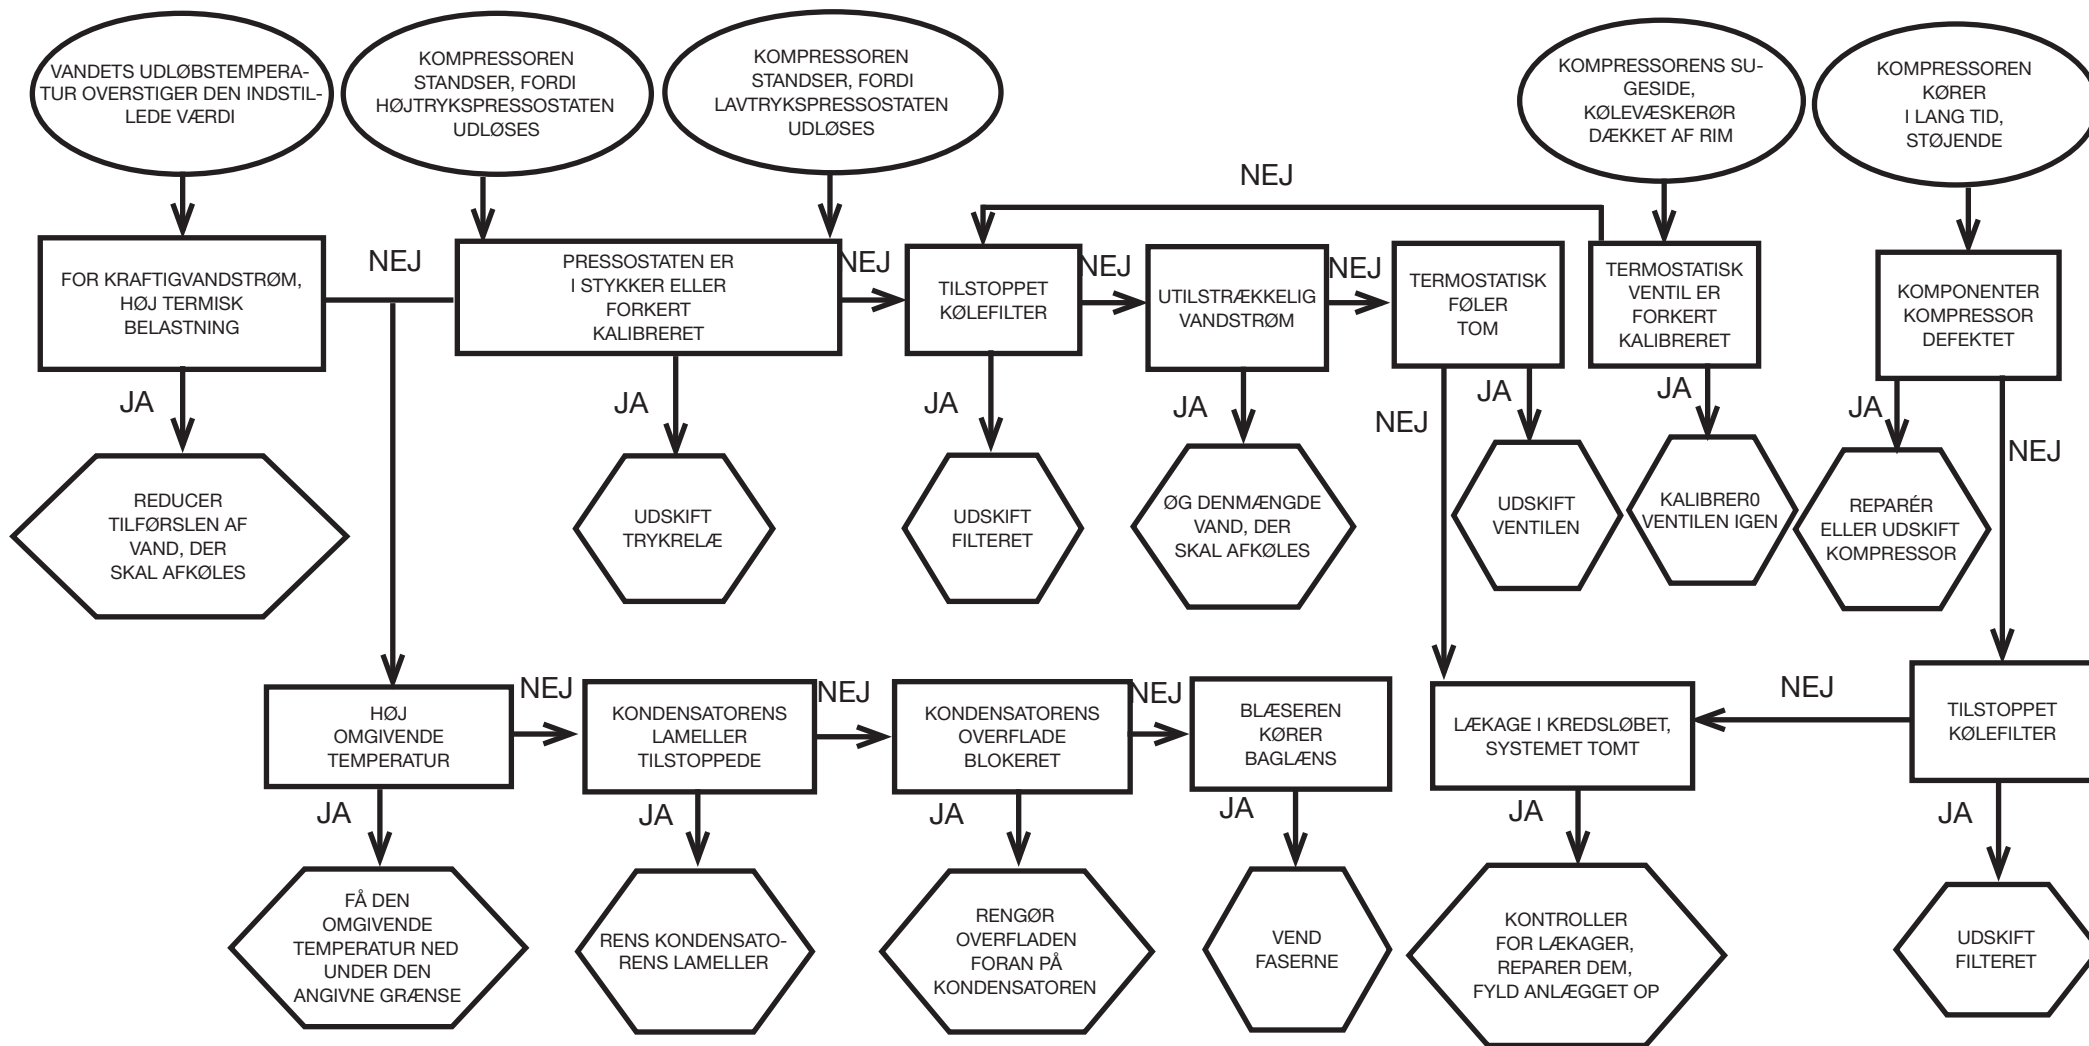 VANDETS UDLØBSTEMPERA-
TUR OVERSTIGER DEN INDSTIL-
LEDE VÆRDI
KOMPRESSOREN
STANDSER, FORDI
HØJTRYKSPRESSOSTATEN
UDLØSES
KOMPRESSOREN
STANDSER, FORDI
LAVTRYKSPRESSOSTATEN
UDLØSES
KOMPRESSORENS SU-
GESIDE,
KØLEVÆSKERØR
DÆKKET AF RIM
KOMPRESSOREN
KØRER
I LANG TID,
STØJENDE
NEJ
FOR KRAFTIGVANDSTRØM,
HØJ TERMISK
BELASTNING
NEJ
PRESSOSTATEN ER
I STYKKER ELLER
FORKERT
KALIBRERET
NEJ
TILSTOPPET
KØLEFILTER
NEJ
UTILSTRÆKKELIG
VANDSTRØM
NEJ
TERMOSTATISK
FØLER
TOM
TERMOSTATISK
VENTIL ER
FORKERT
KALIBRERET
KOMPONENTER
KOMPRESSOR
DEFEKTET
JA
JA
JA
JA
NEJ
JA
JA
JA
NEJ
REDUCER
TILFØRSLEN AF
VAND, DER
SKAL AFKØLES
UDSKIFT
TRYKRELÆ
UDSKIFT
FILTERET
ØG DENMÆNGDE
VAND, DER
SKAL AFKØLES
UDSKIFT
VENTILEN
KALIBRER0
VENTILEN IGEN
REPARÉR
ELLER UDSKIFT
KOMPRESSOR
HØJ
OMGIVENDE
TEMPERATUR
NEJ
KONDENSATORENS
LAMELLER
TILSTOPPEDE
NEJ
KONDENSATORENS
OVERFLADE
BLOKERET
NEJ
BLÆSEREN
KØRER
BAGLÆNS
LÆKAGE I KREDSLØBET,
SYSTEMET TOMT
NEJ
TILSTOPPET
KØLEFILTER
JA
JA
JA
JA
JA
JA
FÅ DEN
OMGIVENDE
TEMPERATUR NED
UNDER DEN
ANGIVNE GRÆNSE
RENS KONDENSATO-
RENS LAMELLER
RENGØR
OVERFLADEN
FORAN PÅ
KONDENSATOREN
VEND
FASERNE
KONTROLLER
FOR LÆKAGER,
REPARER DEM,
FYLD ANLÆGGET OP
UDSKIFT
FILTERET